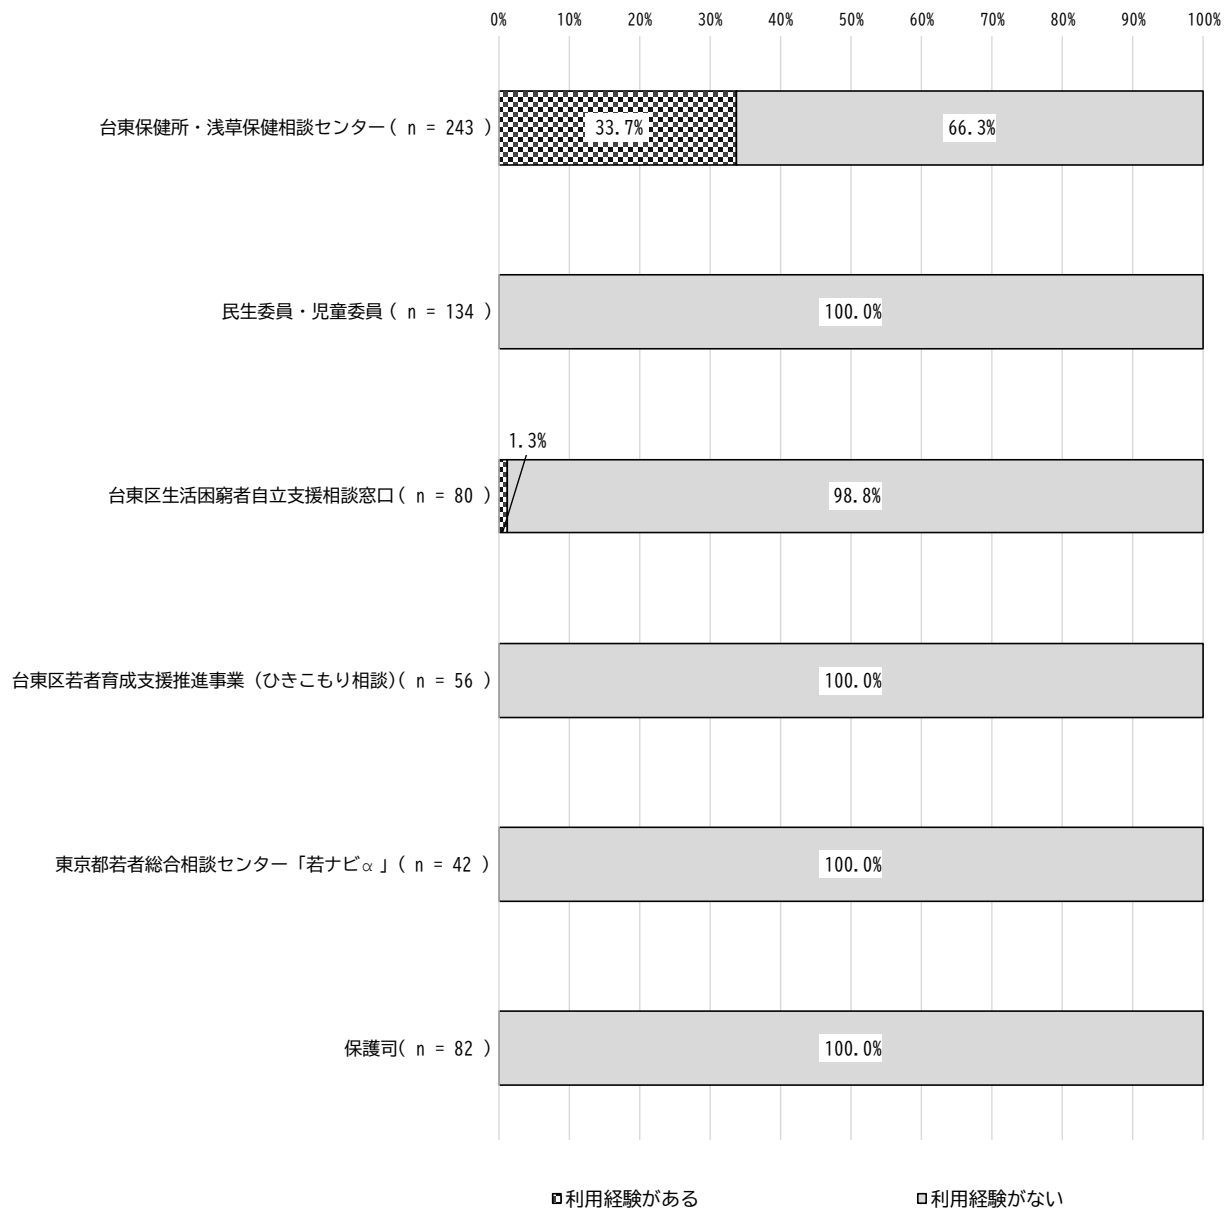 0% 10% 20% 30% 40% 50% 60% 70% 80% 90% 100%
台東保健所・浅草保健相談センター( n = 243 ) 33.7% 66.3%
民生委員・児童委員( n = 134 ) 100.0%
1.3%
台東区生活困窮者自立支援相談窓口( n = 80 ) 98.8%
台東区若者育成支援推進事業（ひきこもり相談)( n = 56 ) 100.0%
東京都若者総合相談センター「若ナビα」( n = 42 ) 100.0%
保護司( n = 82 ) 100.0%
利用経験がある 利用経験がない